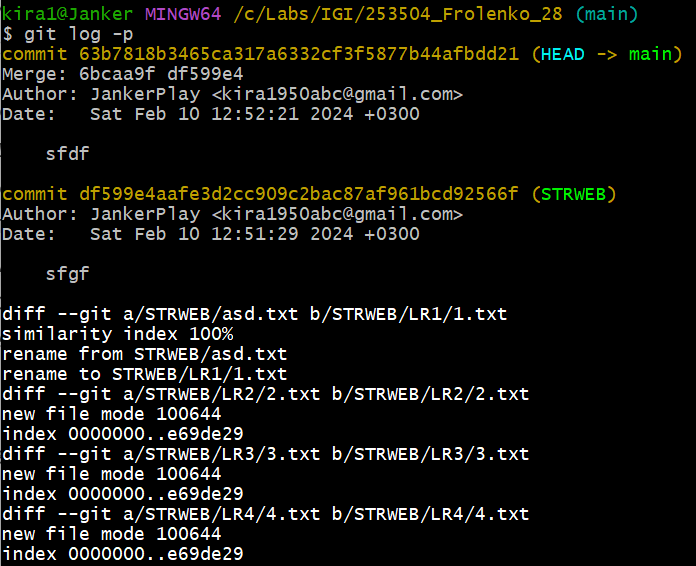 kira1@Janker MINGW64 /c/Labs/IGI/253504_Frolenko_28 (main)
$ git log -p
commit 63b7818b3465ca317a6332cf3f5877b44afbdd21 (HEAD -> main)
Merge: 6bcaa9f df599e4
Author: JankerPlay <kira1950abc@gmail.com>
Date:   Sat Feb 10 12:52:21 2024 +0300

    sfdf

commit df599e4aafe3d2cc909c2bac87af961bcd92566f (STRWEB)
Author: JankerPlay <kira1950abc@gmail.com>
Date:   Sat Feb 10 12:51:29 2024 +0300

    sfgf

diff --git a/STRWEB/asd.txt b/STRWEB/LR1/1.txt
similarity index 100%
rename from STRWEB/asd.txt
rename to STRWEB/LR1/1.txt
diff --git a/STRWEB/LR2/2.txt b/STRWEB/LR2/2.txt
new file mode 100644
index 0000000..e69de29
diff --git a/STRWEB/LR3/3.txt b/STRWEB/LR3/3.txt
new file mode 100644
index 0000000..e69de29
diff --git a/STRWEB/LR4/4.txt b/STRWEB/LR4/4.txt
new file mode 100644
index 0000000..e69de29